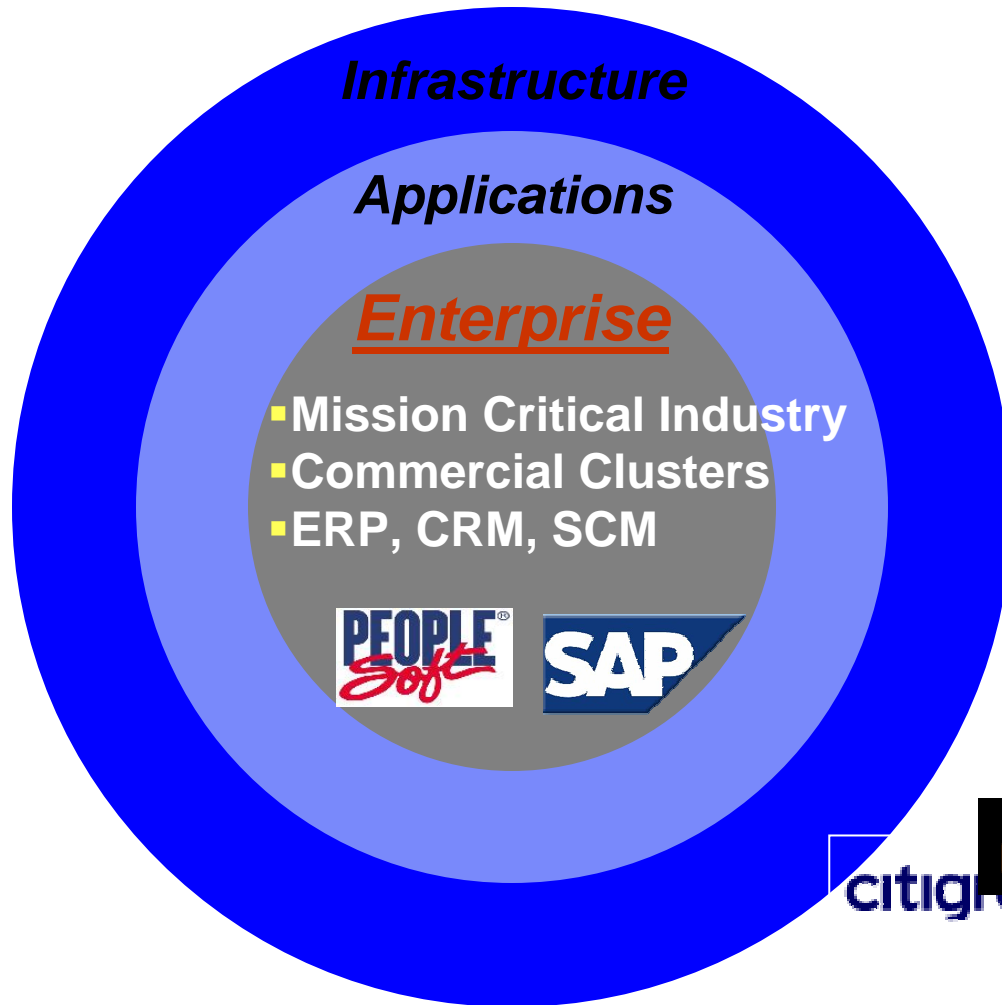 Infrastructure
Applications
Enterprise
▪Mission Critical Industry
▪Commercial Clusters
▪ERP, CRM, SCM
PEOPLE®
Soft
SAP